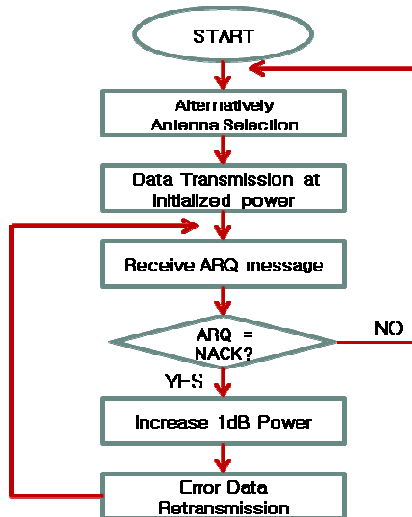 START
Alternatively
Antenna Selection
Data Transmission at
initialized power
Receive ARQ message
ARQ =
NACK?
NO
YES
Increase 1dB Power
Error Data
Retransmission